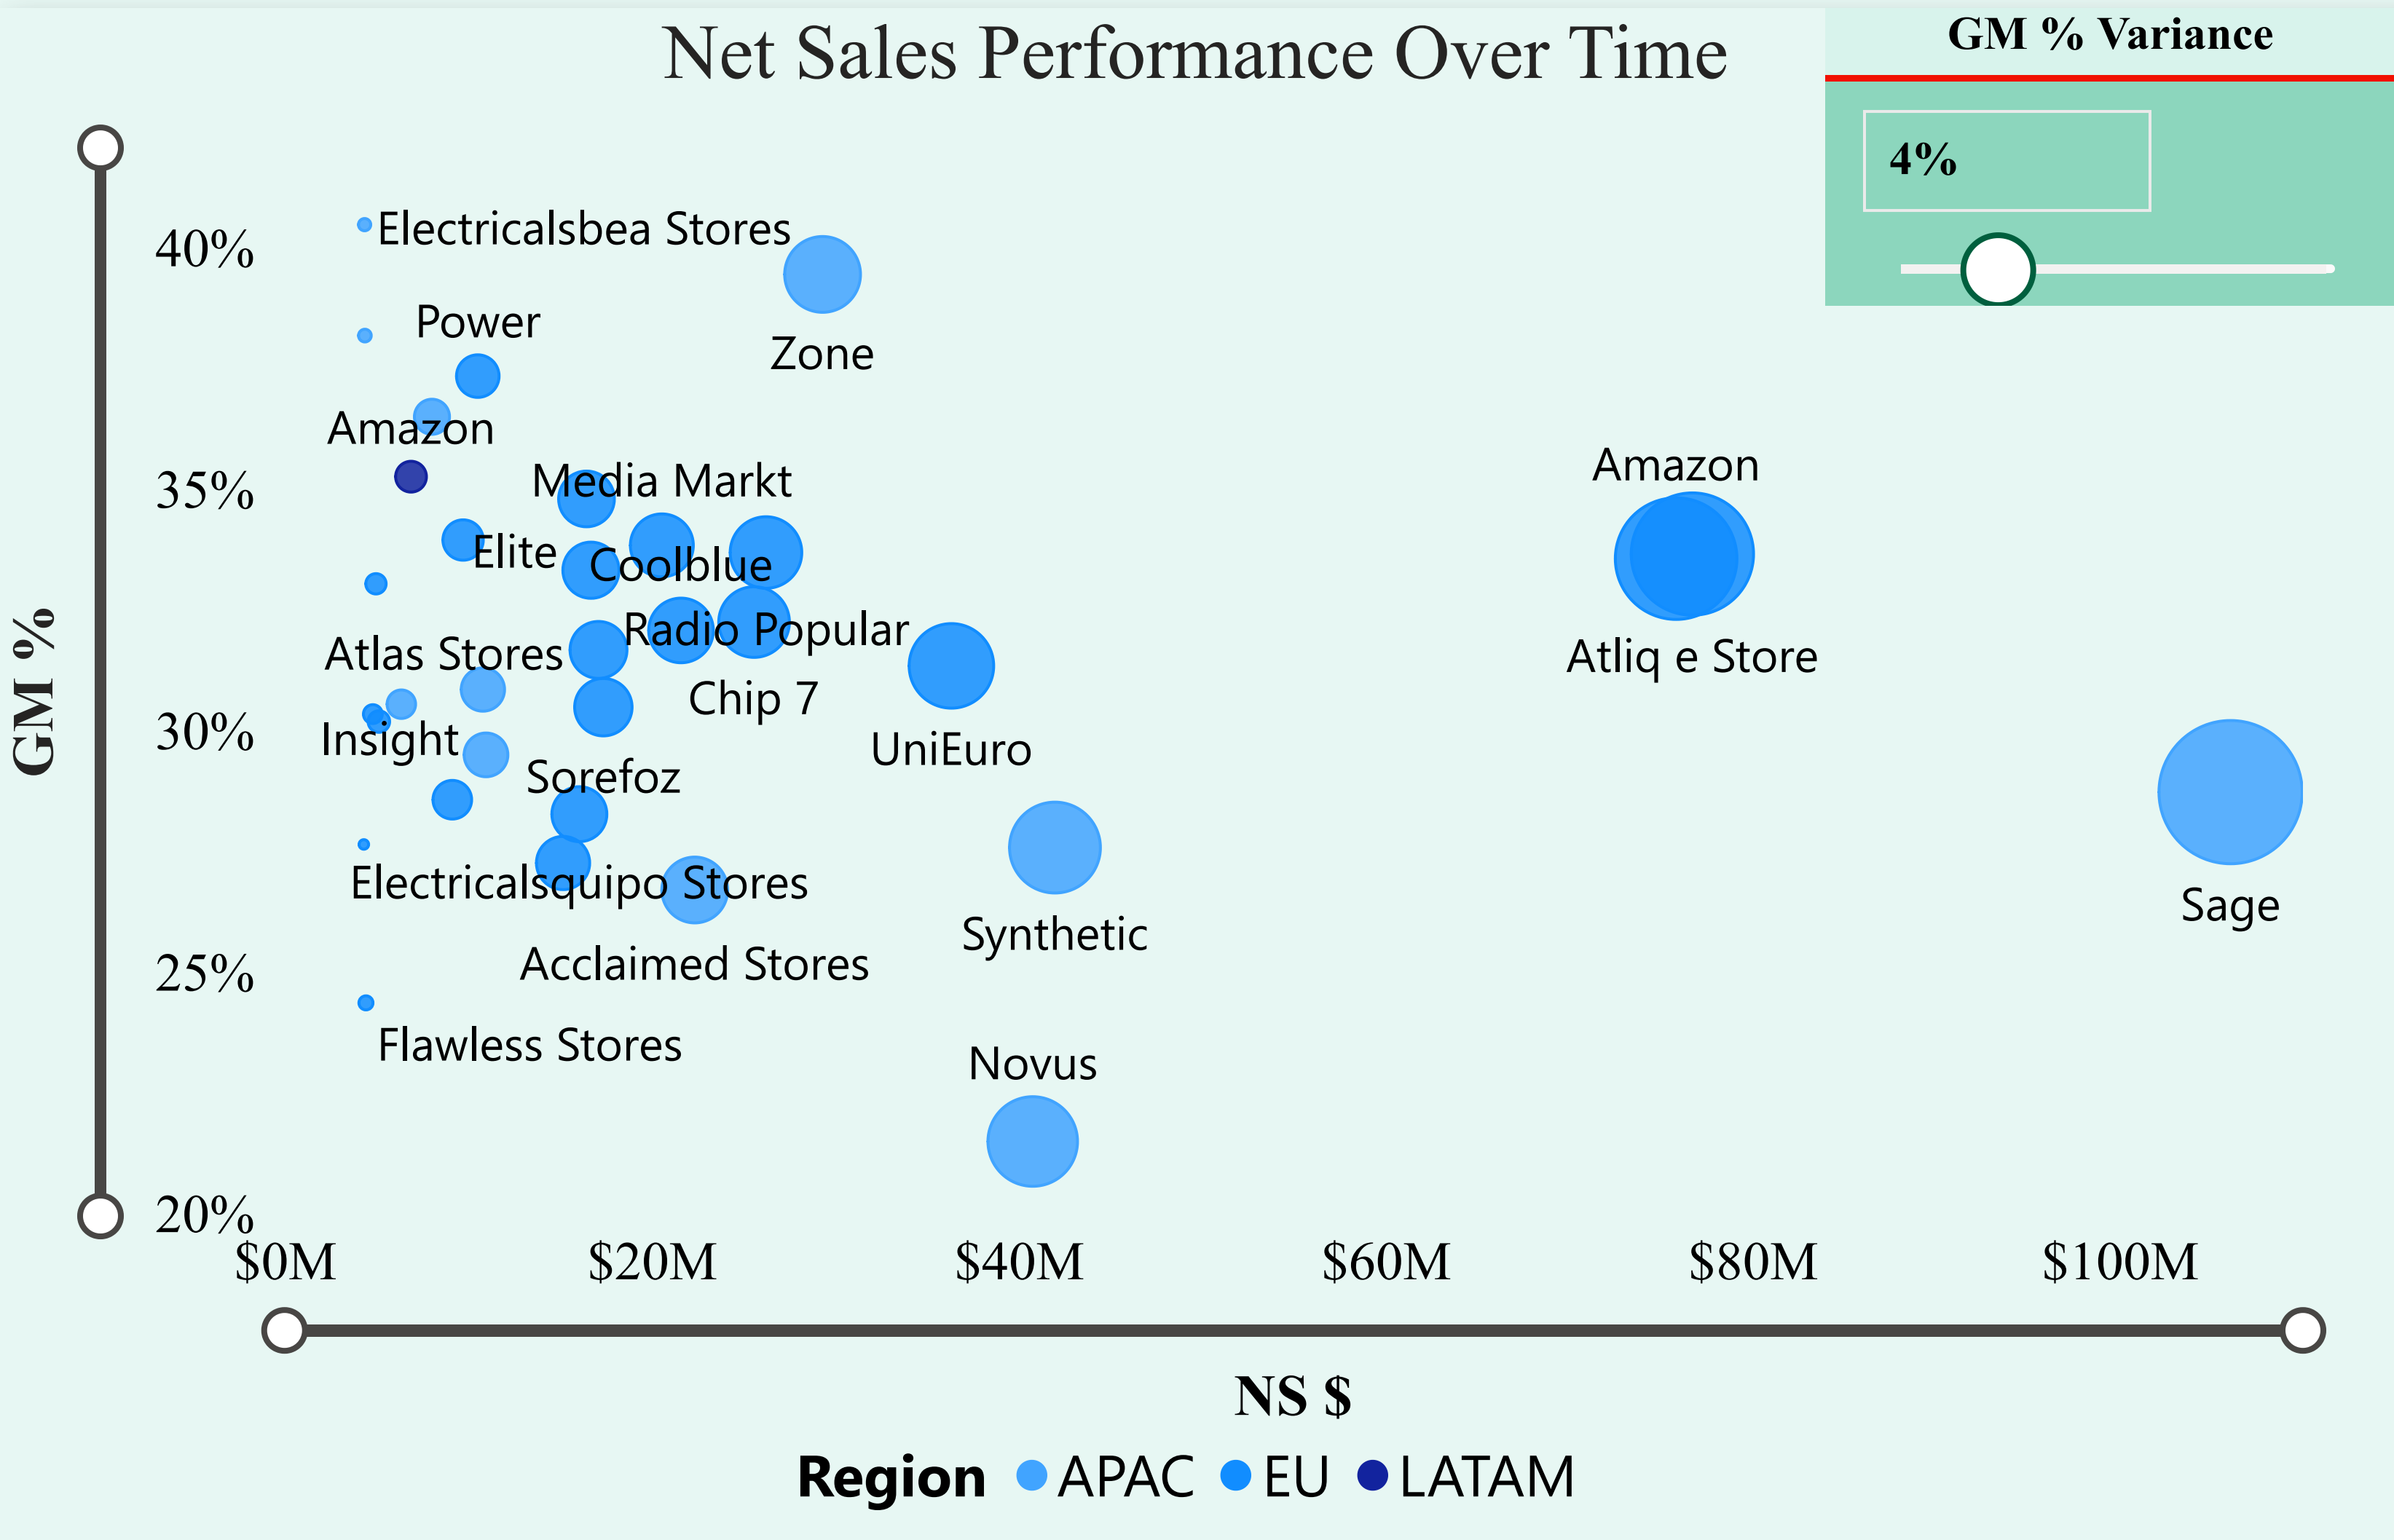 Net Sales Performance Over Time
GM % Variance
4%
GM %
40%
35%
30%
25%
20%
Electricalsbea Stores
Zone
Power
Amazon
Media Markt
Amazon
Elite
Coolblue
Radio Popular
Atlas Stores
Atliq e Store
Chip 7
Insight
UniEuro
Sorefoz
Electricalsquipo Stores
Sage
Synthetic
Acclaimed Stores
Flawless Stores
Novus
$0M
$20M
$40M
$60M
$80M
$100M
NS $
Region APAC EU LATAM